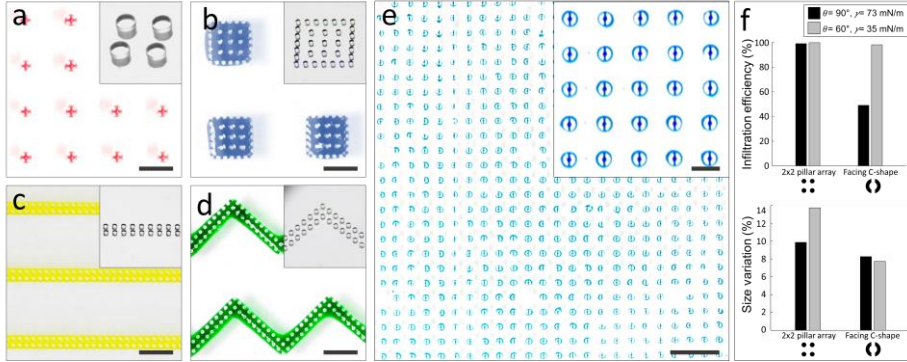 a
b
e
f
θ= 90°, γ= 73 mN/m
θ= 60°, γ= 35 mN/m
Infiltration efficiency
100%
80%
60%
40%
20%
0
2x2 pillar array
Facing C-shape
c
d
Size variation (%)
14
12
10
8
6
4
2
0
2x2 pillar array
Facing C-shape